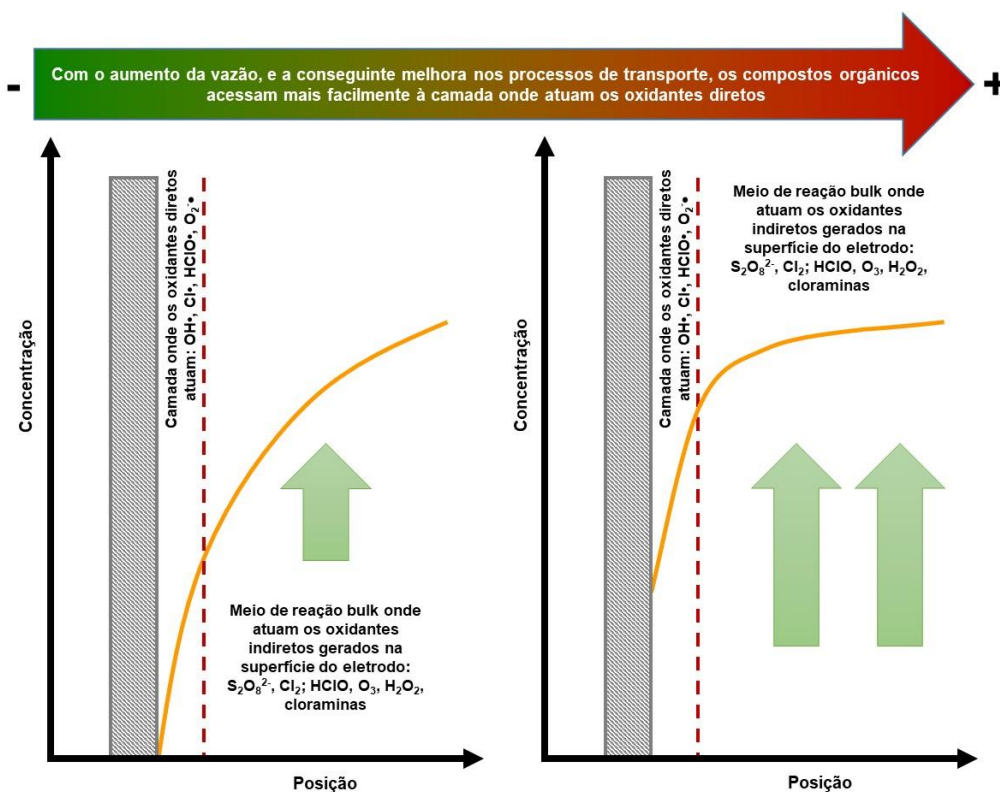 Com o aumento da vazão, e a conseguinte melhora nos processos de transporte, os compostos orgânicos
acessam mais facilmente à camada onde atuam os oxidantes diretos
-
+
Concentração
Camada onde os oxidantes diretos
atuam: OH•, Cl•, HClO•, O₂⁻•
Meio de reação bulk onde
atuam os oxidantes
indiretos gerados na
superfície do eletrodo:
S₂O₈²⁻, Cl₂; HClO, O₃, H₂O₂,
cloraminas
Posição
Concentração
Camada onde os oxidantes diretos
atuam: OH•, Cl•, HClO•, O₂⁻•
Meio de reação bulk onde
atuam os oxidantes
indiretos gerados na
superfície do eletrodo:
S₂O₈²⁻, Cl₂; HClO, O₃, H₂O₂,
cloraminas
Posição